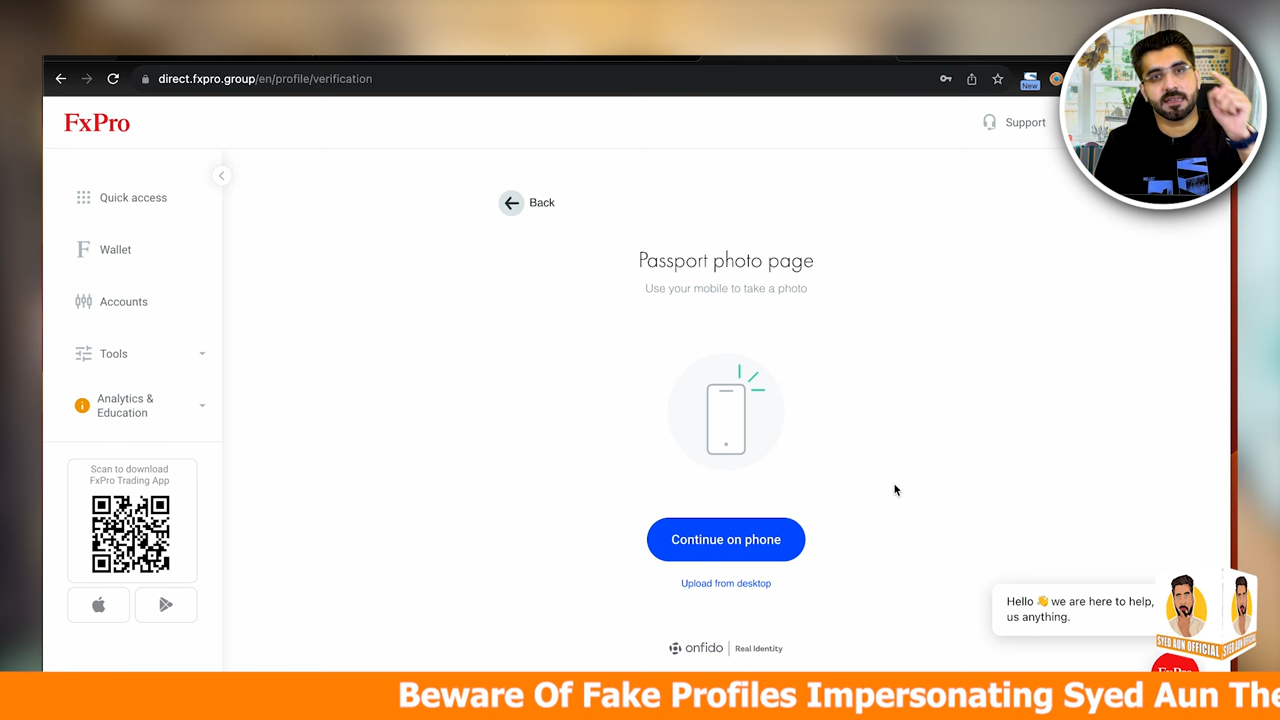 direct.fxpro.group/en/profile/verification
New
FxPro
Support
Quick access
Back
F Wallet
Passport photo page
Use your mobile to take a photo
Accounts
Tools
Analytics &
Education
Scan to download
FxPro Trading App
Continue on phone
Upload from desktop
Hello 👋 we are here to help,
us anything.
SYED AUN OFFICIAL
onfido | Real Identity
FxPro
Beware Of Fake Profiles Impersonating Syed Aun The